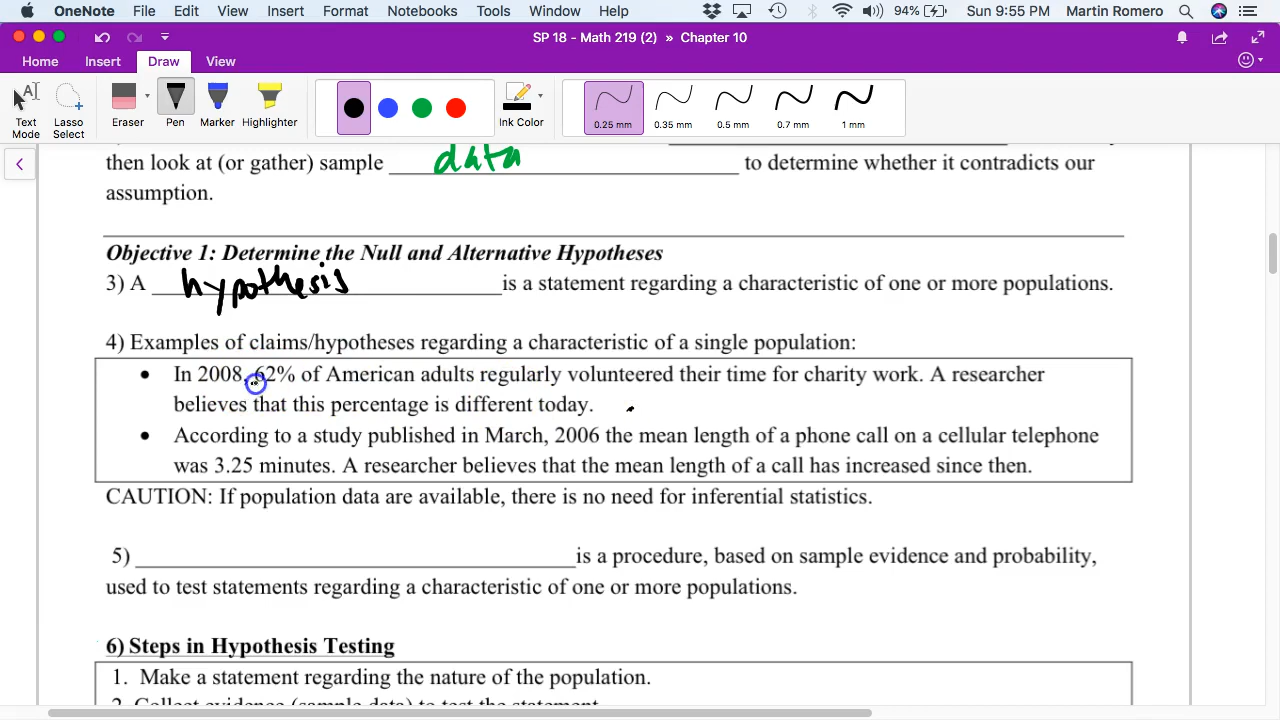 OneNote File Edit View Insert Format Notebooks Tools Window Help 94% Sun 9:55 PM Martin Romero
SP 18 - Math 219 (2) » Chapter 10
Home Insert Draw View
Text Mode Lasso Select Eraser Pen Marker Highlighter Ink Color 0.25 mm 0.35 mm 0.5 mm 0.7 mm 1 mm
then look at (or gather) sample data to determine whether it contradicts our
assumption.
Objective 1: Determine the Null and Alternative Hypotheses
3) A hypothesis is a statement regarding a characteristic of one or more populations.
4) Examples of claims/hypotheses regarding a characteristic of a single population:
• In 2008, 62% of American adults regularly volunteered their time for charity work. A researcher
believes that this percentage is different today.
• According to a study published in March, 2006 the mean length of a phone call on a cellular telephone
was 3.25 minutes. A researcher believes that the mean length of a call has increased since then.
CAUTION: If population data are available, there is no need for inferential statistics.
5) ________ is a procedure, based on sample evidence and probability,
used to test statements regarding a characteristic of one or more populations.
6) Steps in Hypothesis Testing
1. Make a statement regarding the nature of the population.
2. Collect evidence (sample data) to test the statement.